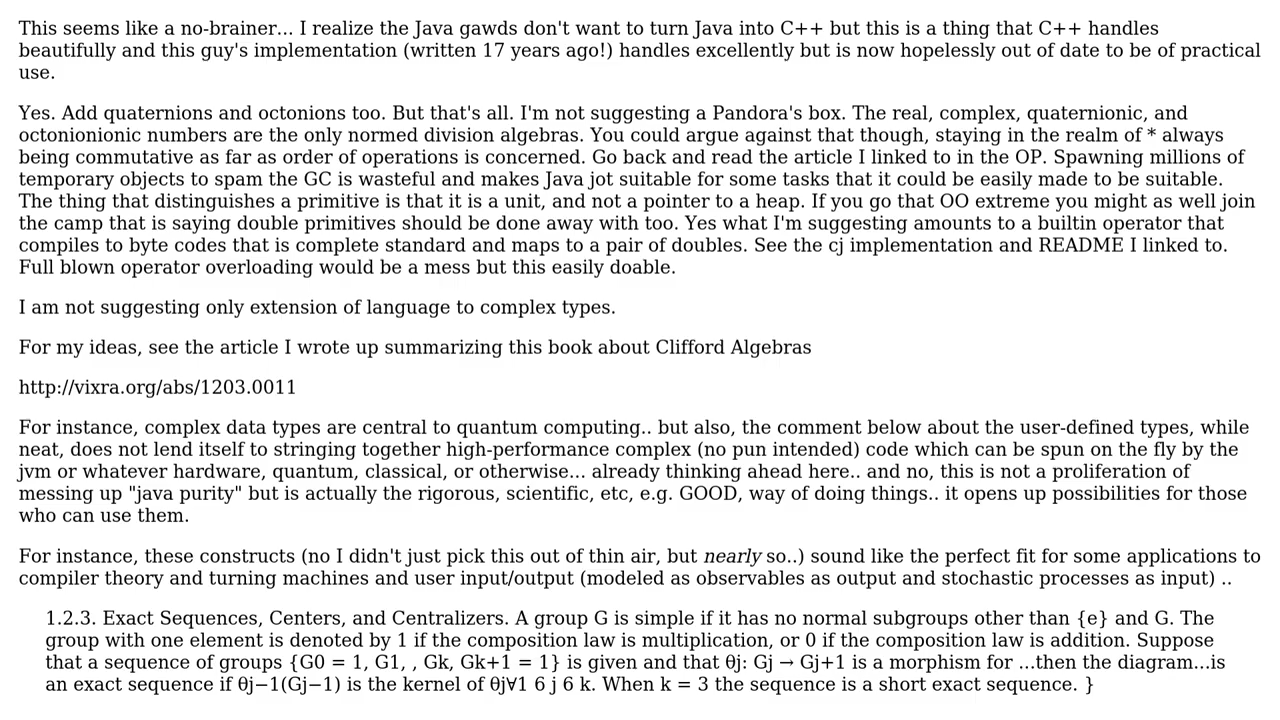 This seems like a no-brainer... I realize the Java gawds don't want to turn Java into C++ but this is a thing that C++ handles
beautifully and this guy's implementation (written 17 years ago!) handles excellently but is now hopelessly out of date to be of practical
use.
Yes. Add quaternions and octonions too. But that's all. I'm not suggesting a Pandora's box. The real, complex, quaternionic, and
octonionionic numbers are the only normed division algebras. You could argue against that though, staying in the realm of * always
being commutative as far as order of operations is concerned. Go back and read the article I linked to in the OP. Spawning millions of
temporary objects to spam the GC is wasteful and makes Java jot suitable for some tasks that it could be easily made to be suitable.
The thing that distinguishes a primitive is that it is a unit, and not a pointer to a heap. If you go that OO extreme you might as well join
the camp that is saying double primitives should be done away with too. Yes what I'm suggesting amounts to a builtin operator that
compiles to byte codes that is complete standard and maps to a pair of doubles. See the cj implementation and README I linked to.
Full blown operator overloading would be a mess but this easily doable.
I am not suggesting only extension of language to complex types.
For my ideas, see the article I wrote up summarizing this book about Clifford Algebras
http://vixra.org/abs/1203.0011
For instance, complex data types are central to quantum computing.. but also, the comment below about the user-defined types, while
neat, does not lend itself to stringing together high-performance complex (no pun intended) code which can be spun on the fly by the
jvm or whatever hardware, quantum, classical, or otherwise... already thinking ahead here.. and no, this is not a proliferation of
messing up "java purity" but is actually the rigorous, scientific, etc, e.g. GOOD, way of doing things.. it opens up possibilities for those
who can use them.
For instance, these constructs (no I didn't just pick this out of thin air, but nearly so..) sound like the perfect fit for some applications to
compiler theory and turning machines and user input/output (modeled as observables as output and stochastic processes as input) ..
1.2.3. Exact Sequences, Centers, and Centralizers. A group G is simple if it has no normal subgroups other than {e} and G. The
group with one element is denoted by 1 if the composition law is multiplication, or 0 if the composition law is addition. Suppose
that a sequence of groups {G0 = 1, G1, , Gk, Gk+1 = 1} is given and that θj: Gj → Gj+1 is a morphism for ...then the diagram...is
an exact sequence if θj−1(Gj−1) is the kernel of θj∀1 6 j 6 k. When k = 3 the sequence is a short exact sequence. }